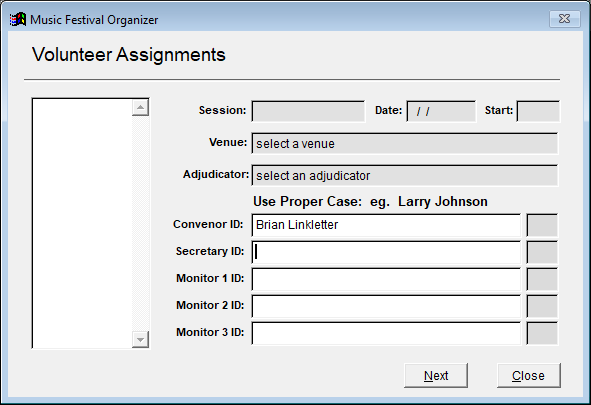 Music Festival Organizer
Volunteer Assignments
Session: Date: / / Start:
Venue: select a venue
Adjudicator: select an adjudicator
Use Proper Case: eg. Larry Johnson
Convenor ID: Brian Linkletter
Secretary ID:
Monitor 1 ID:
Monitor 2 ID:
Monitor 3 ID:
Next Close